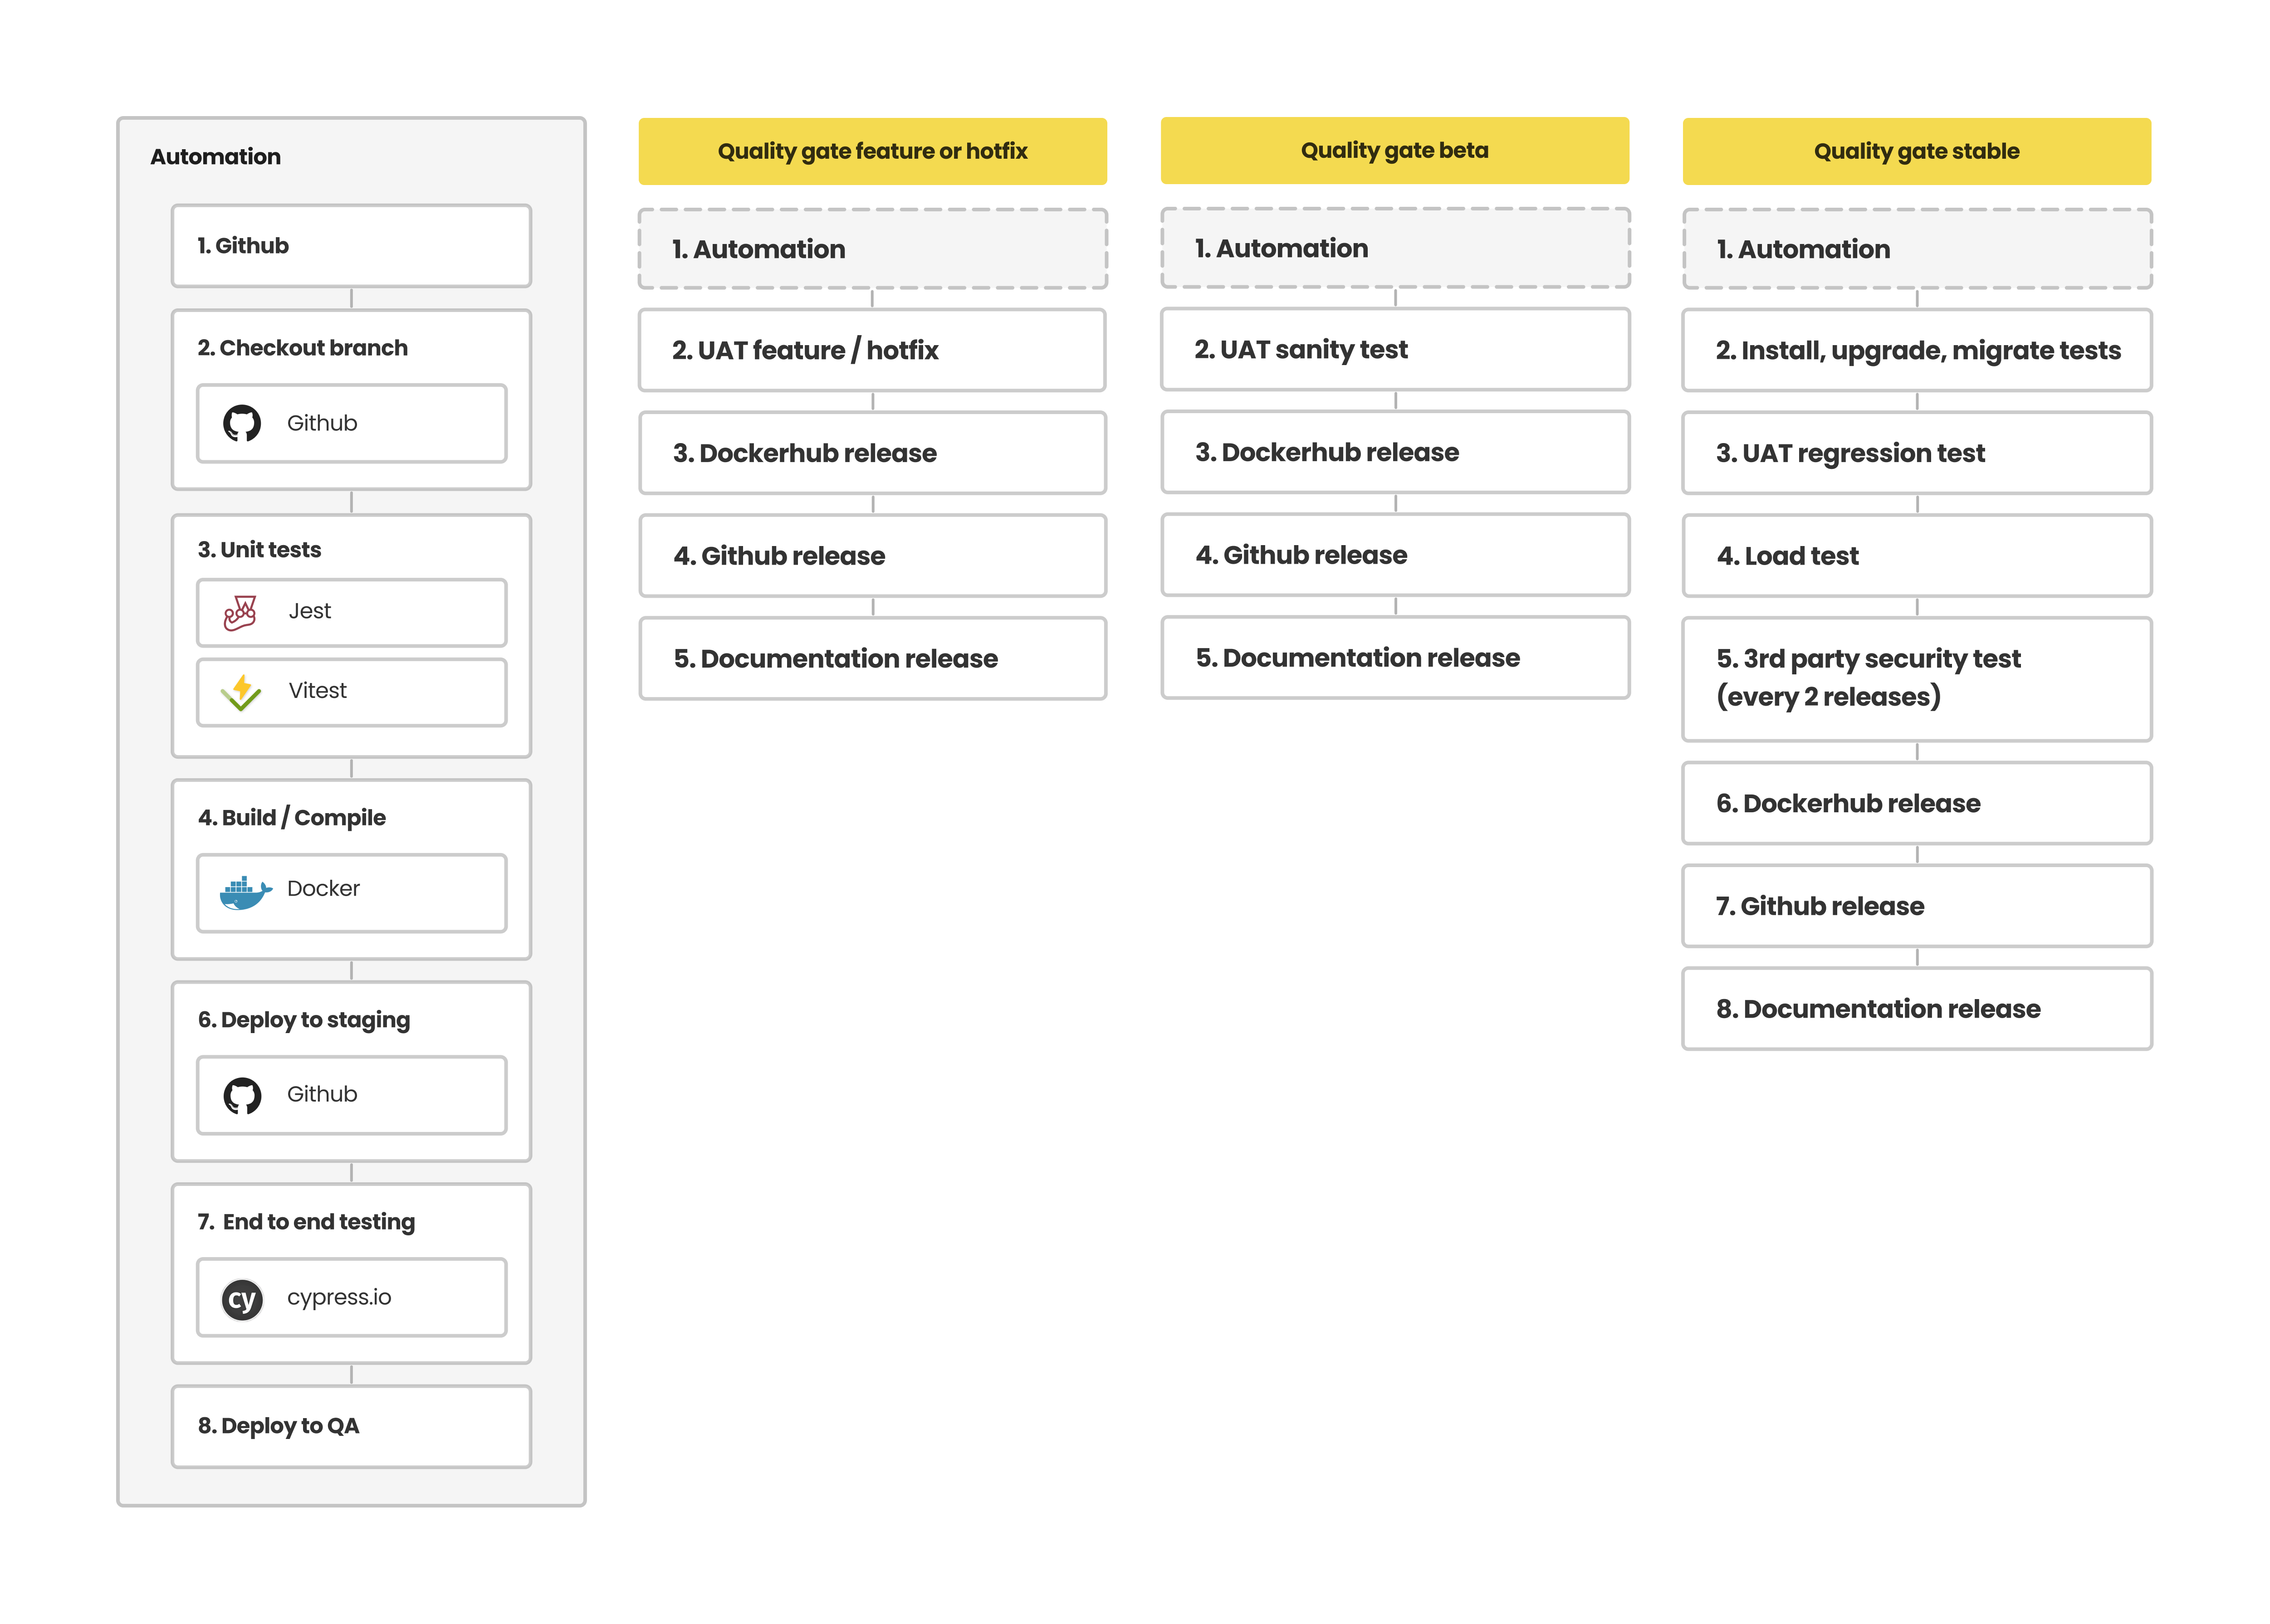 Automation
1. Github
2. Checkout branch
Github
3. Unit tests
Jest
Vitest
4. Build / Compile
Docker
6. Deploy to staging
Github
7. End to end testing
cy
cypress.io
8. Deploy to QA
Quality gate feature or hotfix
1. Automation
2. UAT feature / hotfix
3. Dockerhub release
4. Github release
5. Documentation release
Quality gate beta
1. Automation
2. UAT sanity test
3. Dockerhub release
4. Github release
5. Documentation release
Quality gate stable
1. Automation
2. Install, upgrade, migrate tests
3. UAT regression test
4. Load test
5. 3rd party security test
(every 2 releases)
6. Dockerhub release
7. Github release
8. Documentation release